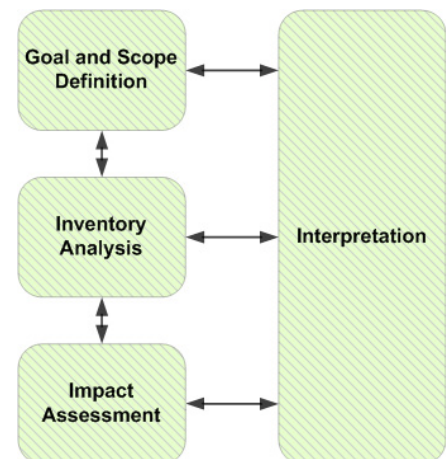 Goal and Scope
Definition
Inventory
Analysis
Interpretation
Impact
Assessment